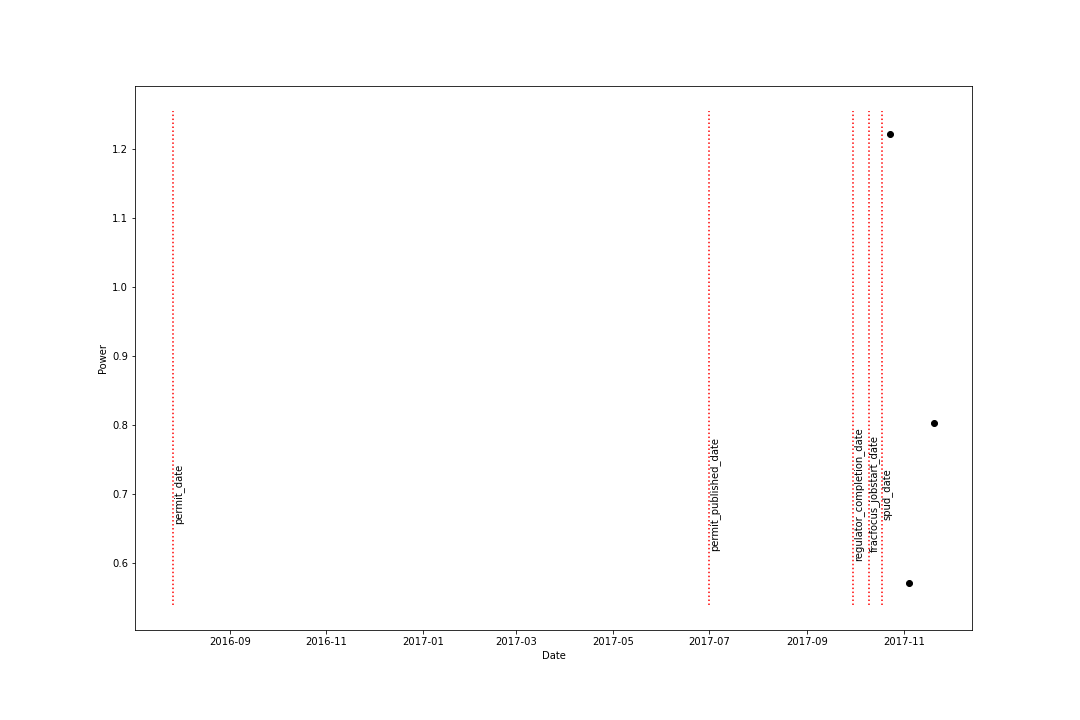 1.2
1.1
1.0
0.9
0.8
0.7
0.6
Power
permit_date
permit_published_date
regulator_completion_date
fracfocus_jobstart_date
spud_date
2016-09
2016-11
2017-01
2017-03
2017-05
2017-07
2017-09
2017-11
Date